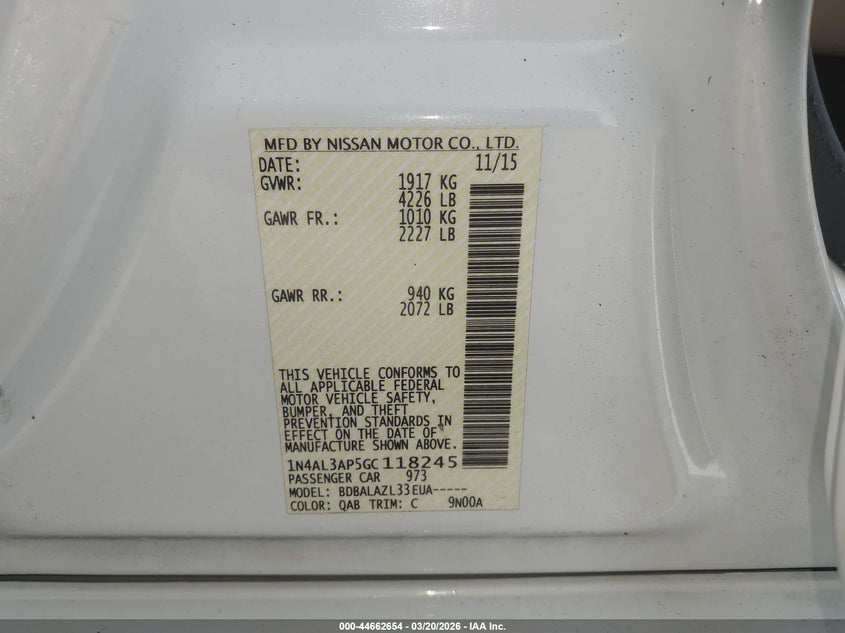 MFD BY NISSAN MOTOR CO., LTD.
DATE: 11/15
GVWR: 1917 KG
4226 LB
GAWR FR.: 1010 KG
2227 LB
GAWR RR.: 940 KG
2072 LB
THIS VEHICLE CONFORMS TO
ALL APPLICABLE FEDERAL
MOTOR VEHICLE SAFETY,
BUMPER, AND THEFT
PREVENTION STANDARDS IN
EFFECT ON THE DATE OF
MANUFACTURE SHOWN ABOVE.
1N4AL3AP5GC118245
PASSENGER CAR 973
MODEL: BDBALAZL33EUA-----
COLOR: QAB TRIM: C 9N00A
000-44662654 — 03/20/2026 — IAA Inc.